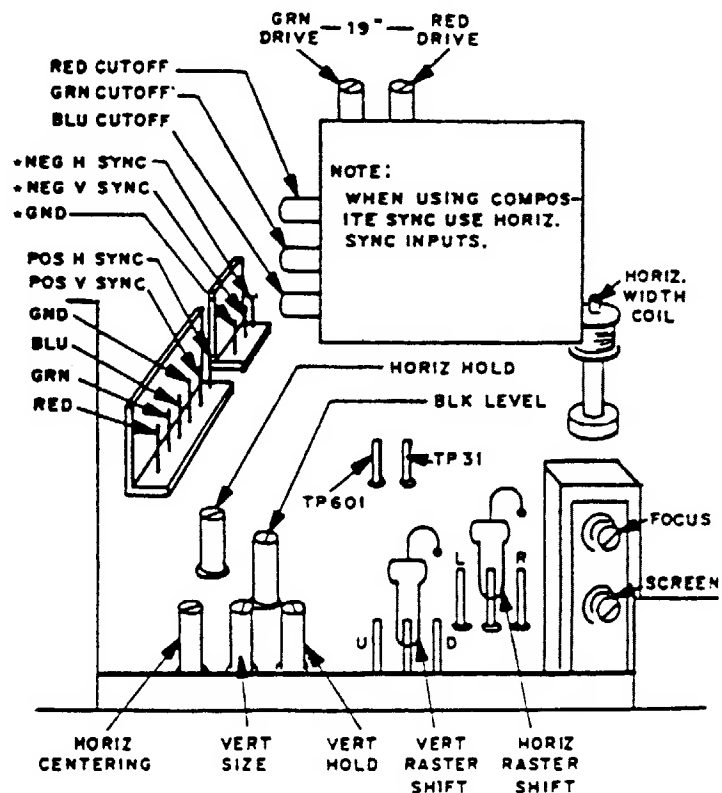 GRN DRIVE — 19" — RED DRIVE
RED CUTOFF
GRN CUTOFF
BLU CUTOFF
*NEG H SYNC
*NEG V SYNC
*GND
POS H SYNC
POS V SYNC
GND
BLU
GRN
RED
NOTE:
WHEN USING COMPOS-
ITE SYNC USE HORIZ.
SYNC INPUTS.
HORIZ.
WIDTH
COIL
HORIZ HOLD
BLK LEVEL
TP601
TP31
L
R
U
D
FOCUS
SCREEN
HORIZ
CENTERING
VERT
SIZE
VERT
HOLD
VERT
RASTER
SHIFT
HORIZ
RASTER
SHIFT